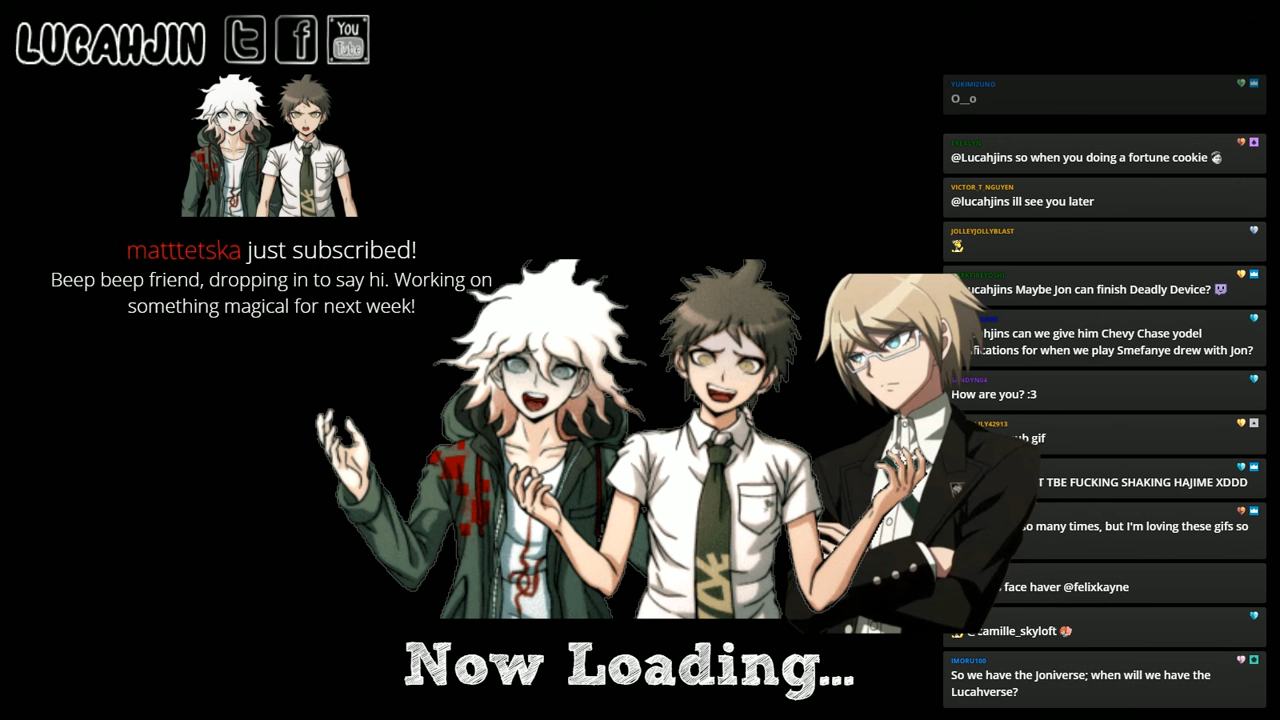 LUCAHJIN
You
Tube
matttetska just subscribed!
Beep beep friend, dropping in to say hi. Working on
something magical for next week!
Now Loading...
YUKIMIZUNO
O__o
@Lucahjins so when you doing a fortune cookie
VICTOR_T_NGUYEN
@lucahjins ill see you later
JOLLEYJOLLYBLAST
ucahjins Maybe Jon can finish Deadly Device?
hjins can we give him Chevy Chase yodel
fications for when we play Smefanye drew with Jon?
NDYN04
How are you? :3
LY42913
uh gif
T TBE FUCKING SHAKING HAJIME XDDD
so many times, but I'm loving these gifs so
face haver @felixkayne
camille_skyloft
IMORU100
So we have the Joniverse; when will we have the
Lucahverse?